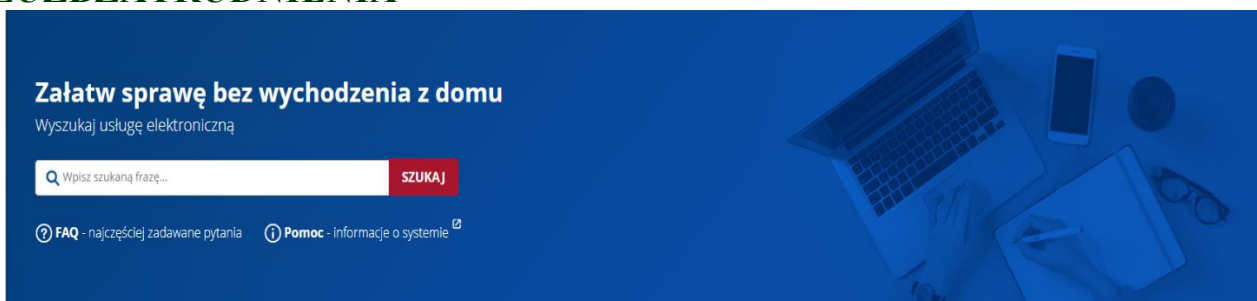 Załatw sprawę bez wychodzenia z domu
Wyszukaj usługę elektroniczną
Wpisz szukaną frazę...
SZUKAJ
FAQ - najczęściej zadawane pytania
Pomoc - informacje o systemie